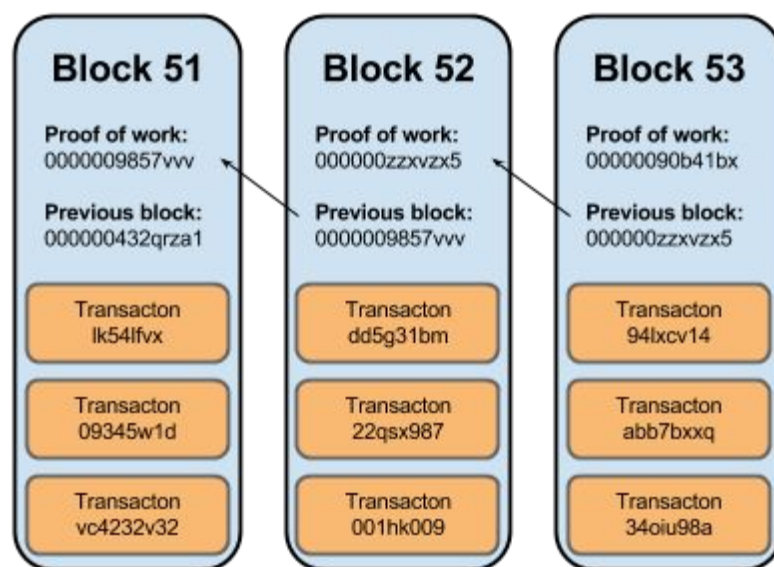 Block 51
Proof of work:
0000009857vvv
Previous block:
000000432qrza1
Transacton
lk54lfvx
Transacton
09345w1d
Transacton
vc4232v32
Block 52
Proof of work:
000000zzxvzx5
Previous block:
0000009857vvv
Transacton
dd5g31bm
Transacton
22qsx987
Transacton
001hk009
Block 53
Proof of work:
00000090b41bx
Previous block:
000000zzxvzx5
Transacton
94lxcv14
Transacton
abb7bxxq
Transacton
34oiu98a